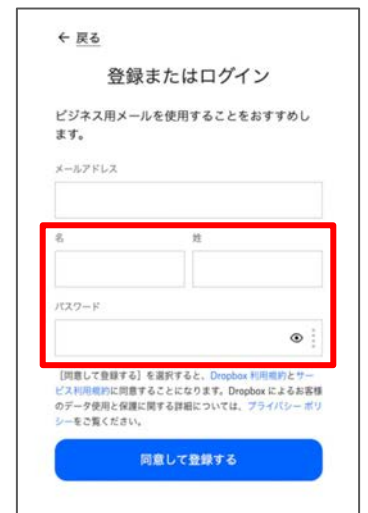 ← 戻る
登録またはログイン
ビジネス用メールを使用することをおすすめし
ます。
メールアドレス
名 姓
パスワード
［同意して登録する］を選択すると、Dropbox 利用規約とサー
ビス利用規約に同意することになります。Dropbox によるお客様
のデータ使用と保護に関する詳細については、プライバシー ポリ
シーをご覧ください。
同意して登録する